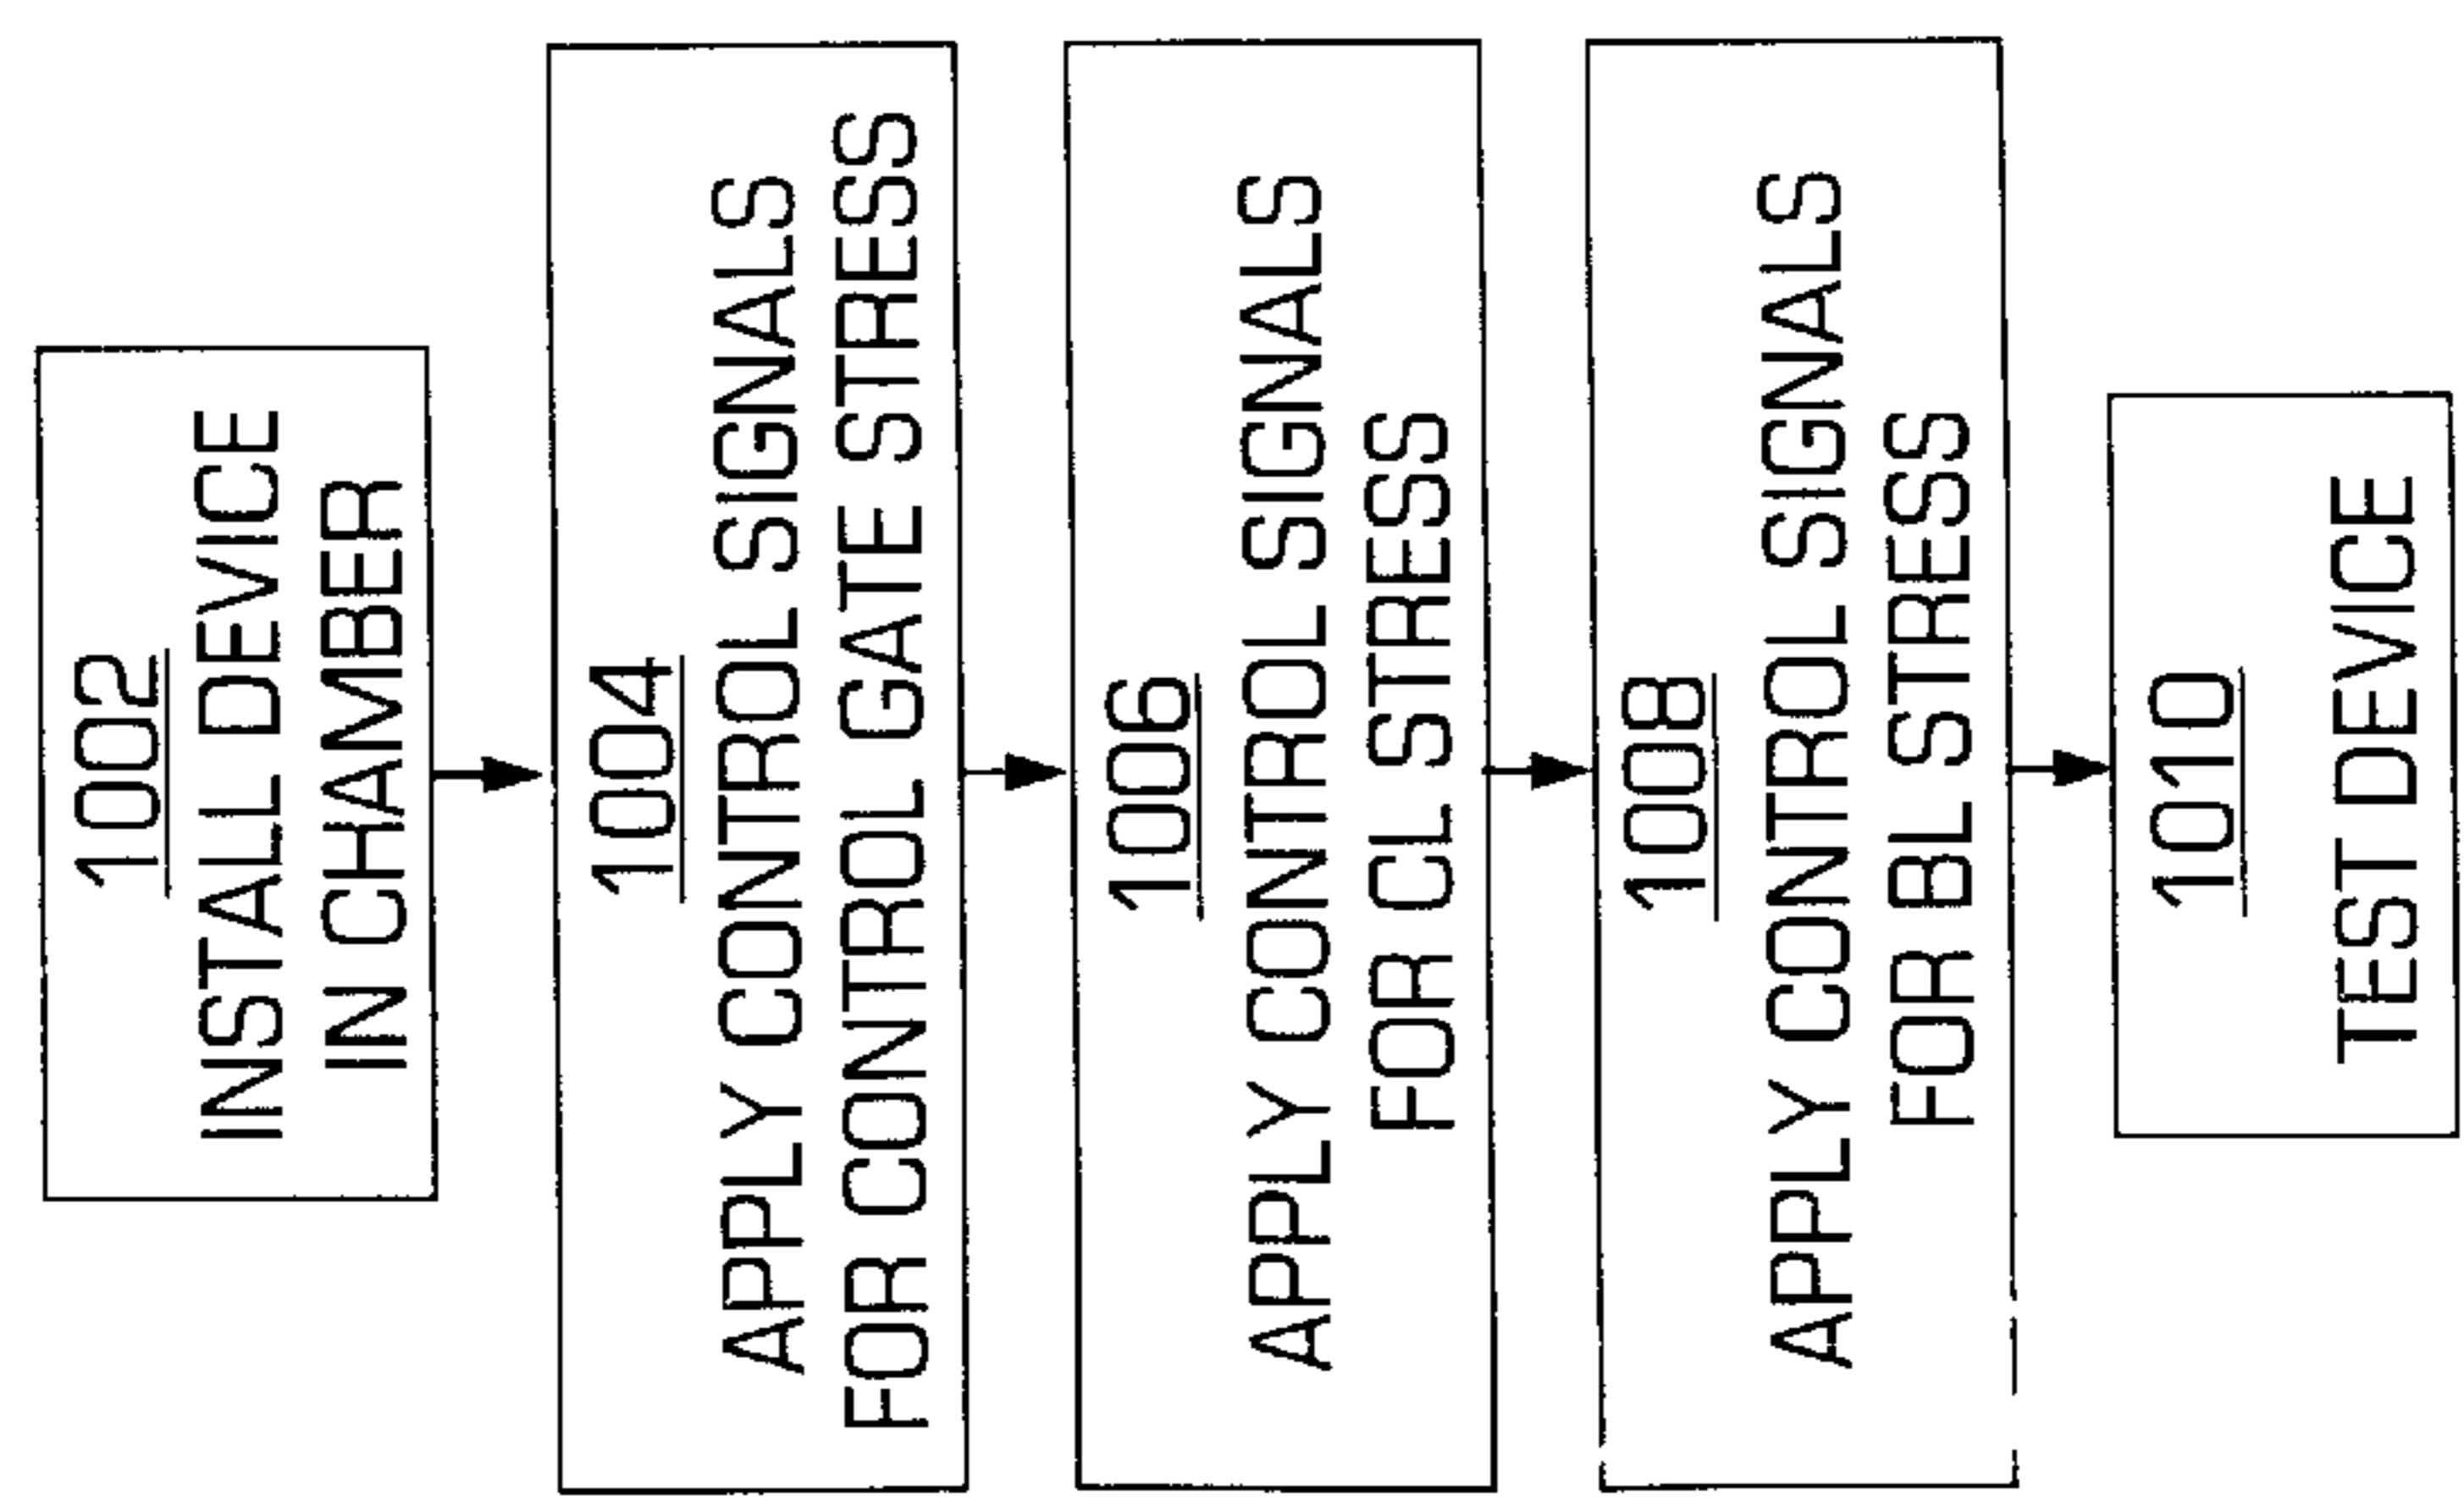 1002
INSTALL DEVICE
IN CHAMBER
1004
APPLY CONTROL SIGNALS
FOR CONTROL GATE STRESS
1006
APPLY CONTROL SIGNALS
FOR CL STRESS
1008
APPLY CONTROL SIGNALS
FOR BL STRESS
1010
TEST DEVICE